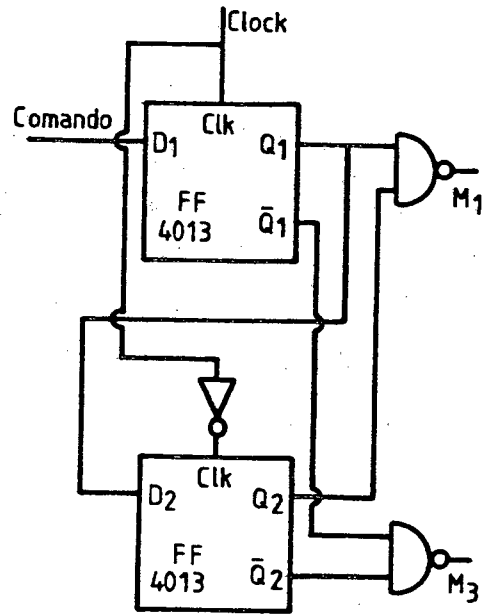 Clock
Comando
Clk
D1
Q1
FF
4013
Q̅1
M1
Clk
D2
Q2
FF
4013
Q̅2
M3